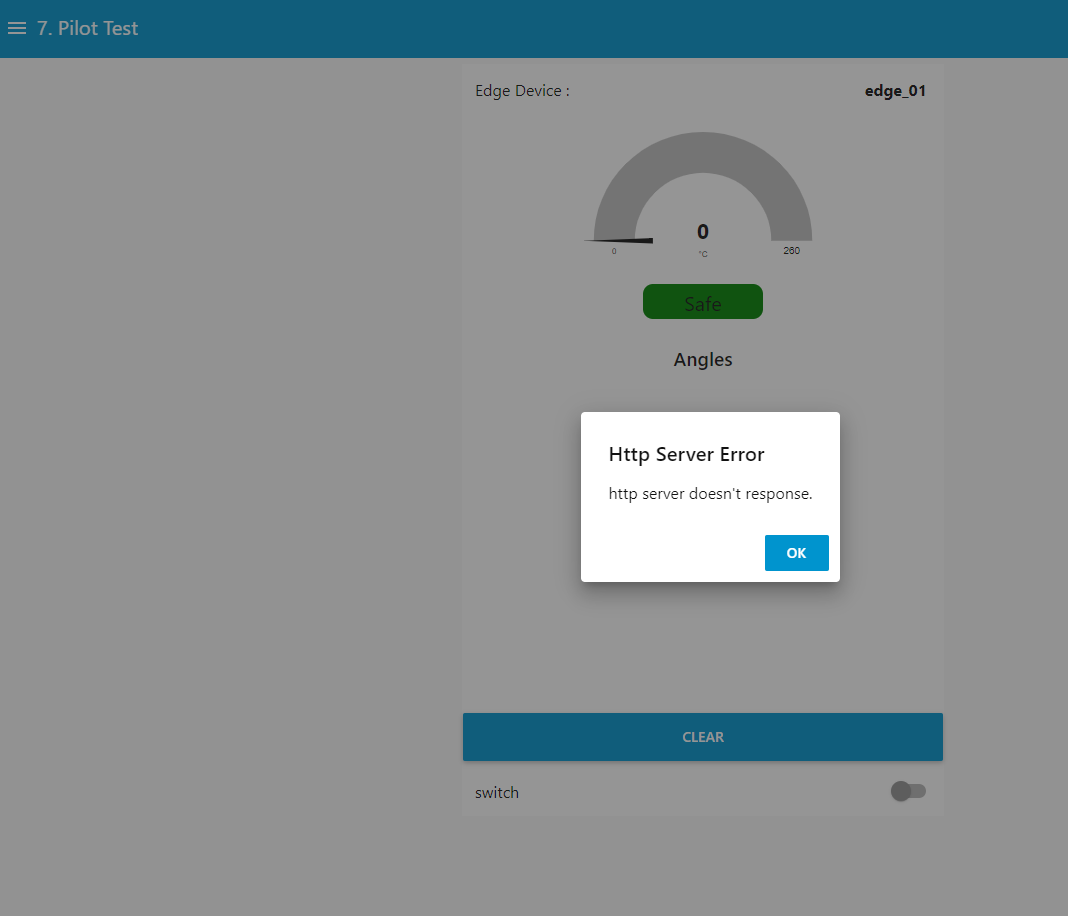 7. Pilot Test
Edge Device :
edge_01
0
0
°C
260
Safe
Angles
Http Server Error
http server doesn't response.
OK
CLEAR
switch